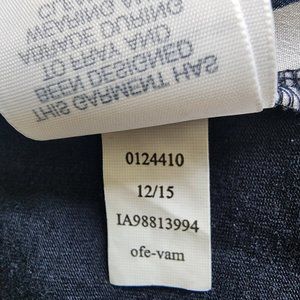 THIS GARMENT HAS
BEEN DESIGNED
TO FRAY AND
ABRADE DURING
WEARING AND
0124410
12/15
IA98813994
ofe-vam